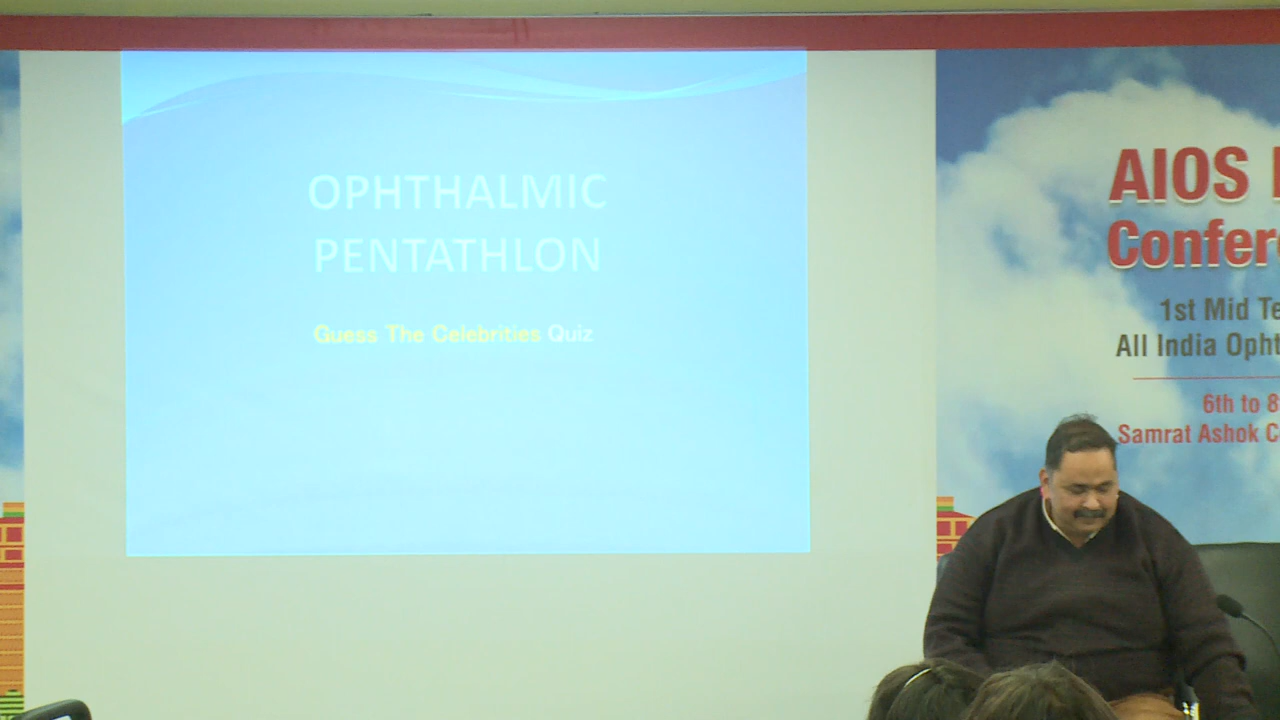 OPHTHALMIC
PENTATHLON
Guess The Celebrities Quiz
AIOS
Confer
1st Mid Te
All India Opht
6th to 8
Samrat Ashok C